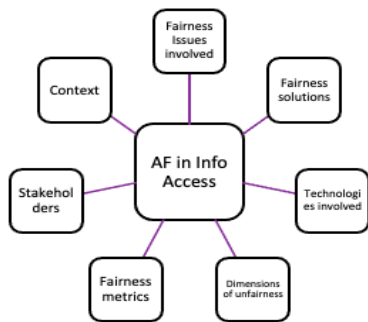 Fairness
Issues
involved
Context
Fairness
solutions
AF in Info
Access
Stakehol
ders
Technologi
es involved
Fairness
metrics
Dimensions
of unfairness